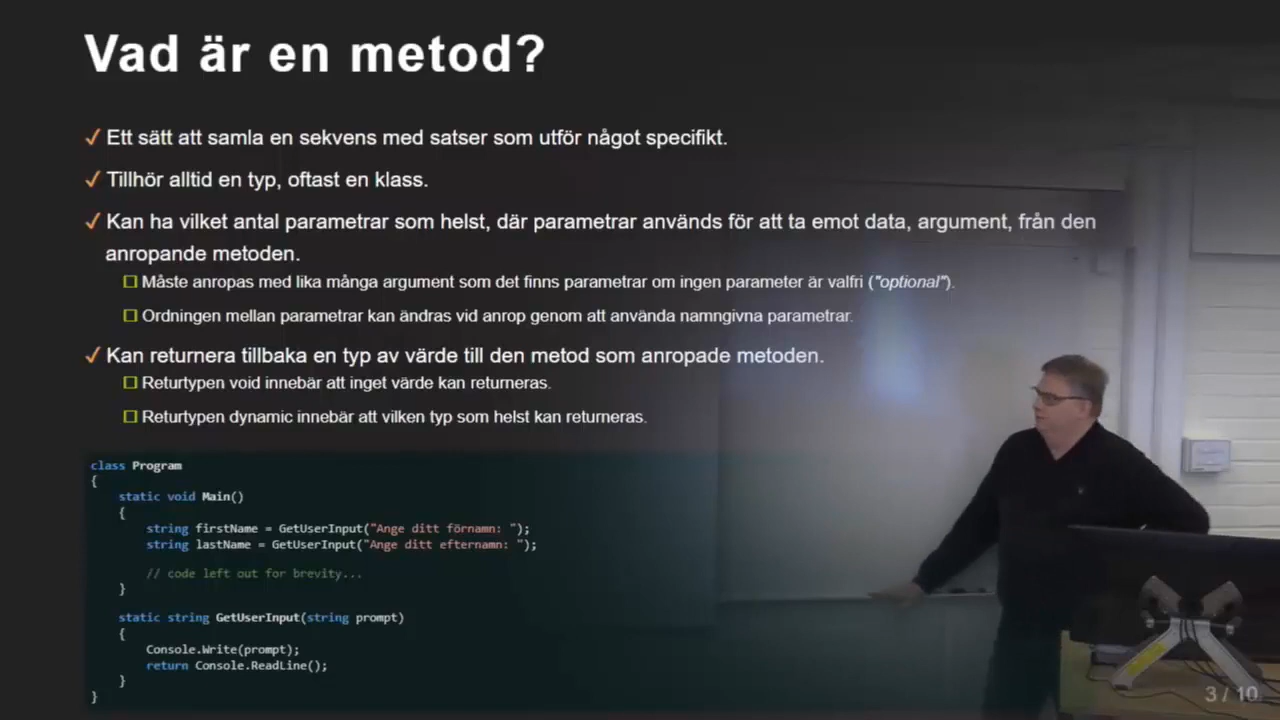 Vad är en metod?
✓ Ett sätt att samla en sekvens med satser som utför något specifikt.
✓ Tillhör alltid en typ, oftast en klass.
✓ Kan ha vilket antal parametrar som helst, där parametrar används för att ta emot data, argument, från den
anropande metoden.
☐ Måste anropas med lika många argument som det finns parametrar om ingen parameter är valfri ("optional").
☐ Ordningen mellan parametrar kan ändras vid anrop genom att använda namngivna parametrar.
✓ Kan returnera tillbaka en typ av värde till den metod som anropade metoden.
☐ Returtypen void innebär att inget värde kan returneras.
☐ Returtypen dynamic innebär att vilken typ som helst kan returneras.
class Program
{
    static void Main()
    {
        string firstName = GetUserInput("Ange ditt förnamn: ");
        string lastName = GetUserInput("Ange ditt efternamn: ");
        // code left out for brevity...
    }
    static string GetUserInput(string prompt)
    {
        Console.Write(prompt);
        return Console.ReadLine();
    }
}
3 / 10